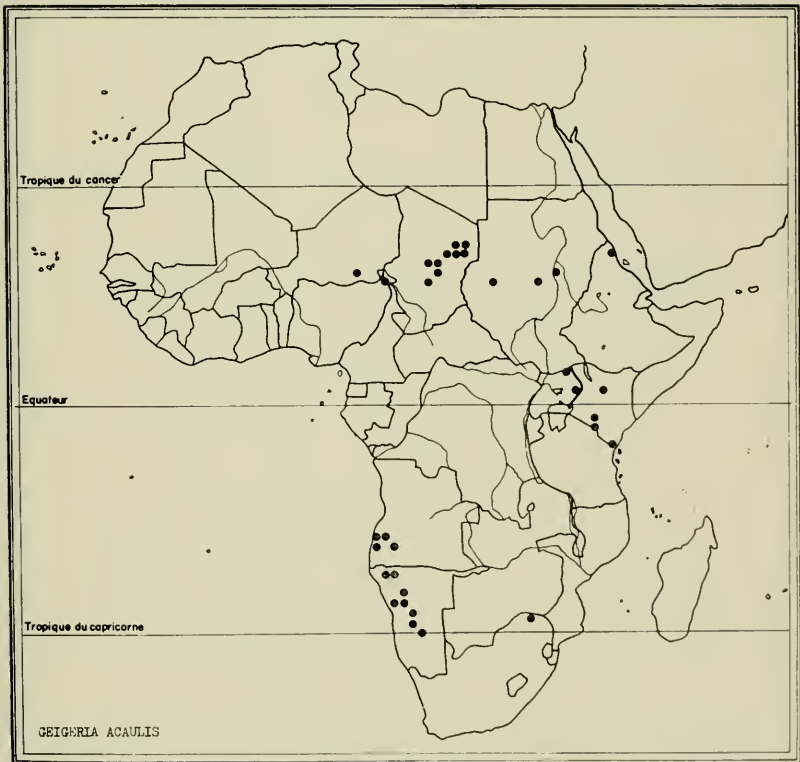 Tropique du cancer
Equateur
Tropique du capricorne
GEIGERIA ACAULIS